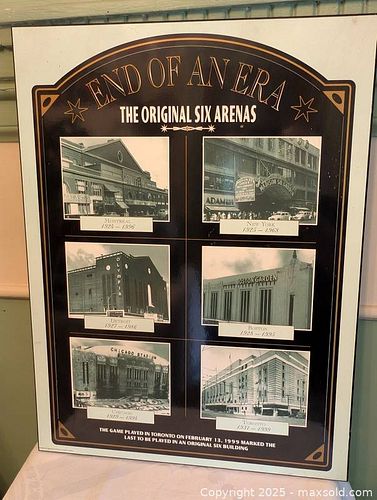 END OF AN ERA
THE ORIGINAL SIX ARENAS
ADAM
MONTREAL
1924 — 1996
NEW YORK
1925 — 1968
OLYMPIA
BOSTON GARDEN
DETROIT
1927 — 1979
BOSTON
1928 — 1995
CHICAGO STADIUM
CHICAGO
1929 — 1994
TORONTO
1931 — 1999
THE GAME PLAYED IN TORONTO ON FEBRUARY 13, 1999 MARKED THE
LAST TO BE PLAYED IN AN ORIGINAL SIX BUILDING
Copyright © 2025 - maxsold.com